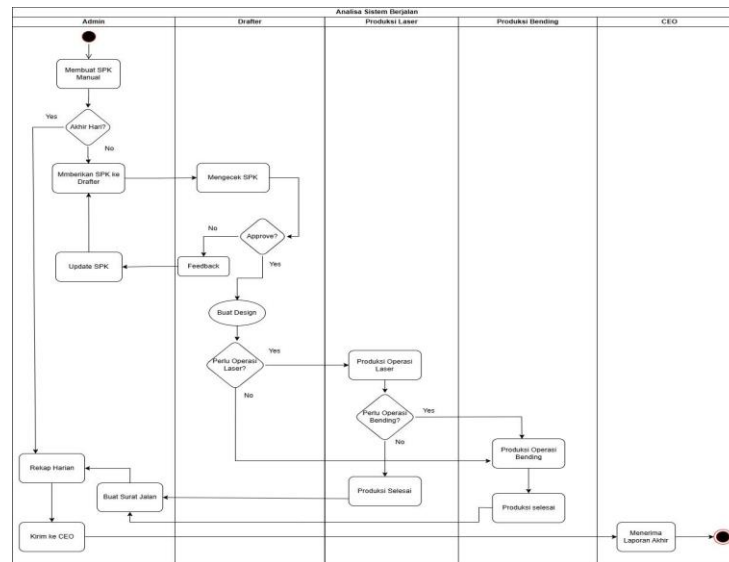 Analisa Sistem Berjalan
Admin
Drafter
Produksi Laser
Produksi Bending
CEO
Membuat SPK
Manual
Yes
Akhir Hari?
No
Mmberikan SPK ke
Drafter
Mengecek SPK
No
Approve?
Update SPK
Feedback
Yes
Buat Design
Perlu Operasi
Laser?
Yes
Produksi Operasi
Laser
No
Perlu Operasi
Bending?
Yes
No
Produksi Operasi
Bending
Rekap Harian
Buat Surat Jalan
Produksi Selesai
Produksi selesai
Kirim ke CEO
Menerima
Laporan Akhir